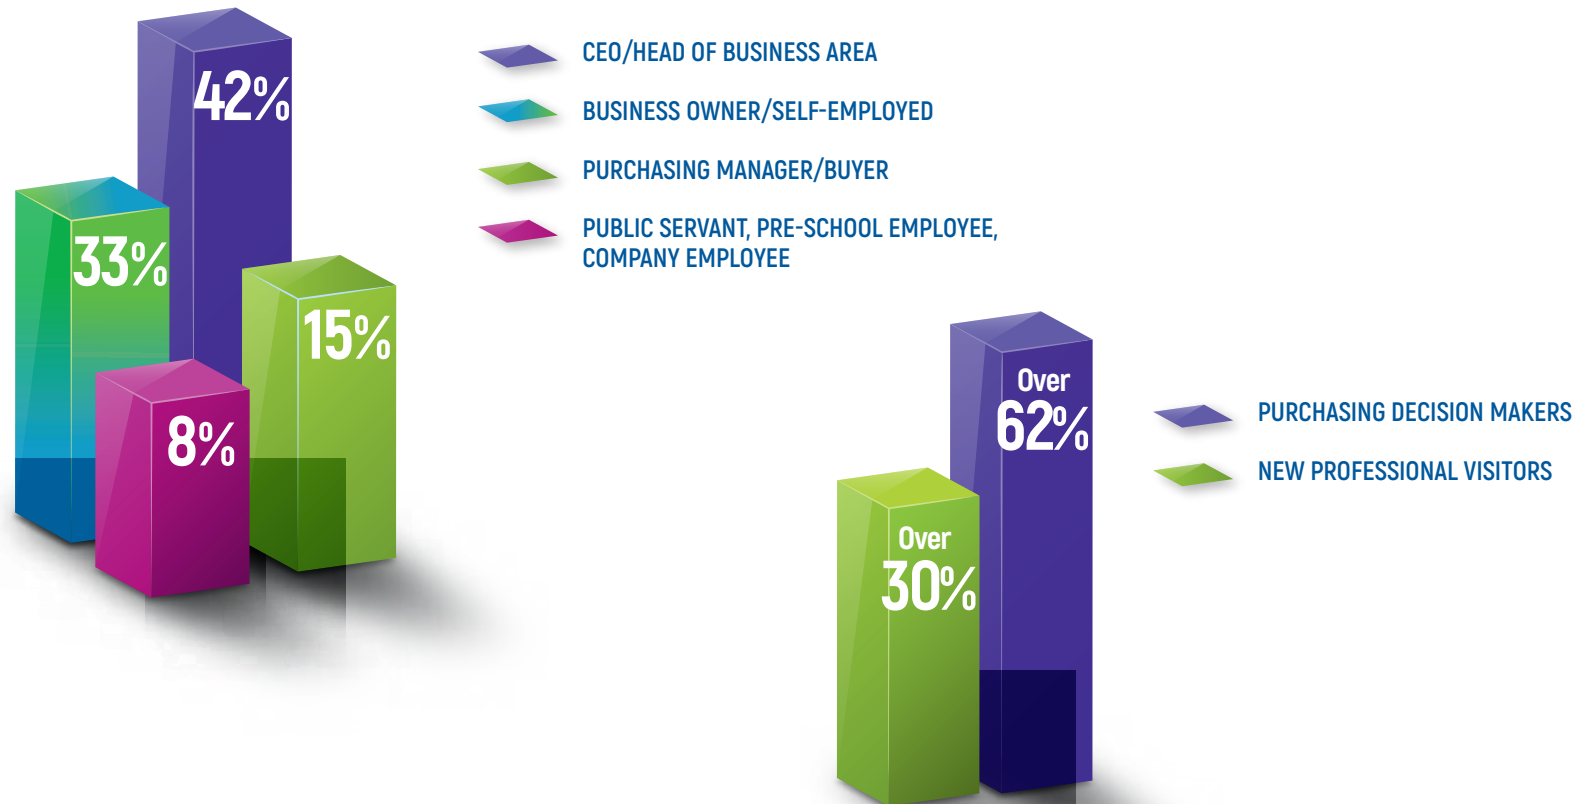 42%
33%
15%
8%
CEO/HEAD OF BUSINESS AREA
BUSINESS OWNER/SELF-EMPLOYED
PURCHASING MANAGER/BUYER
PUBLIC SERVANT, PRE-SCHOOL EMPLOYEE,
COMPANY EMPLOYEE
Over
62%
Over
30%
PURCHASING DECISION MAKERS
NEW PROFESSIONAL VISITORS